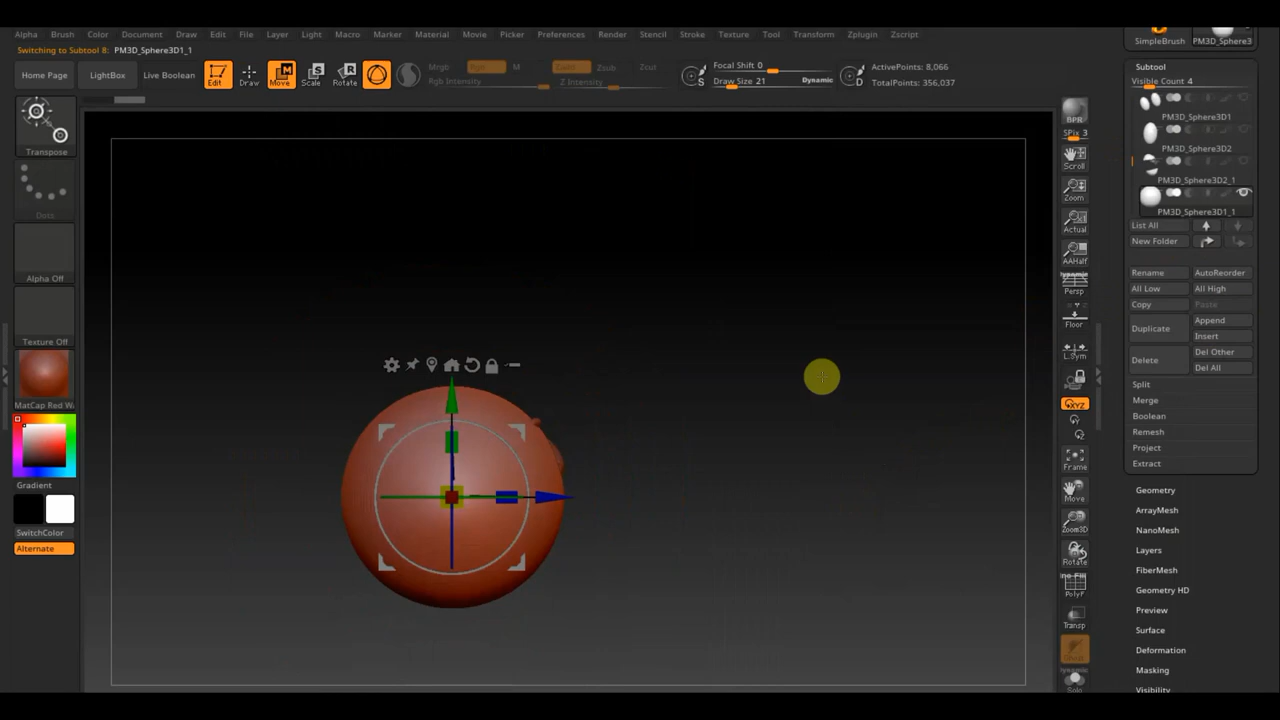 Alpha Brush Color Document Draw Edit File Layer Light Macro Marker Material Movie Picker Preferences Render Stencil Stroke Texture Tool Transform Zplugin Zscript
Switching to Subtool 8: PM3D_Sphere3D1_1
Home Page
LightBox
Live Boolean
Edit
Draw
Move
Scale
Rotate
Mrgb Rgb M
Rgb Intensity
Zadd Zsub Zcut
Z Intensity
S
Focal Shift 0
Draw Size 21
Dynamic
D
ActivePoints: 8,066
TotalPoints: 356,037
Transpose
Dots
Alpha Off
Texture Off
MatCap Red Wa
Gradient
SwitchColor
Alternate
BPR
SPix 3
Scroll
Zoom
Actual
AAHalf
Dynamic
Persp
Floor
L.Sym
XYZ
Frame
Move
Zoom3D
Rotate
PolyF
Transp
Ghost
Dynamic
Solo
SimpleBrush
PM3D_Sphere3
Subtool
Visible Count 4
PM3D_Sphere3D1
PM3D_Sphere3D2
PM3D_Sphere3D2_1
PM3D_Sphere3D1_1
List All
New Folder
Rename
AutoReorder
All Low
All High
Copy
Paste
Duplicate
Append
Insert
Delete
Del Other
Del All
Split
Merge
Boolean
Remesh
Project
Extract
Geometry
ArrayMesh
NanoMesh
Layers
FiberMesh
Geometry HD
Preview
Surface
Deformation
Masking
Visibility